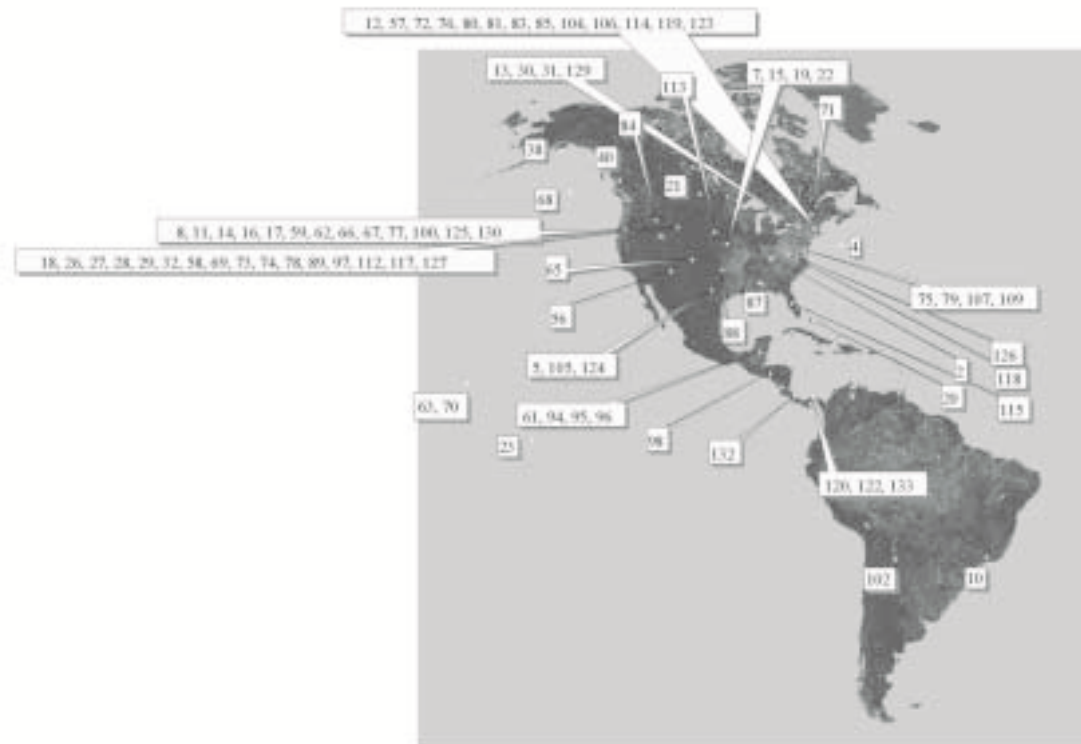 12, 57, 72, 76, 80, 81, 83, 85, 104, 106, 114, 119, 123
13, 30, 31, 129
113
7, 15, 19, 22
71
84
38
40
21
68
8, 11, 14, 16, 17, 59, 62, 66, 67, 77, 100, 125, 130
4
18, 26, 27, 28, 29, 32, 58, 69, 73, 74, 78, 89, 97, 112, 117, 127
65
75, 79, 107, 109
87
56
88
126
5, 105, 124
2
118
39
63, 70
115
61, 94, 95, 96
98
23
132
120, 122, 133
102
10